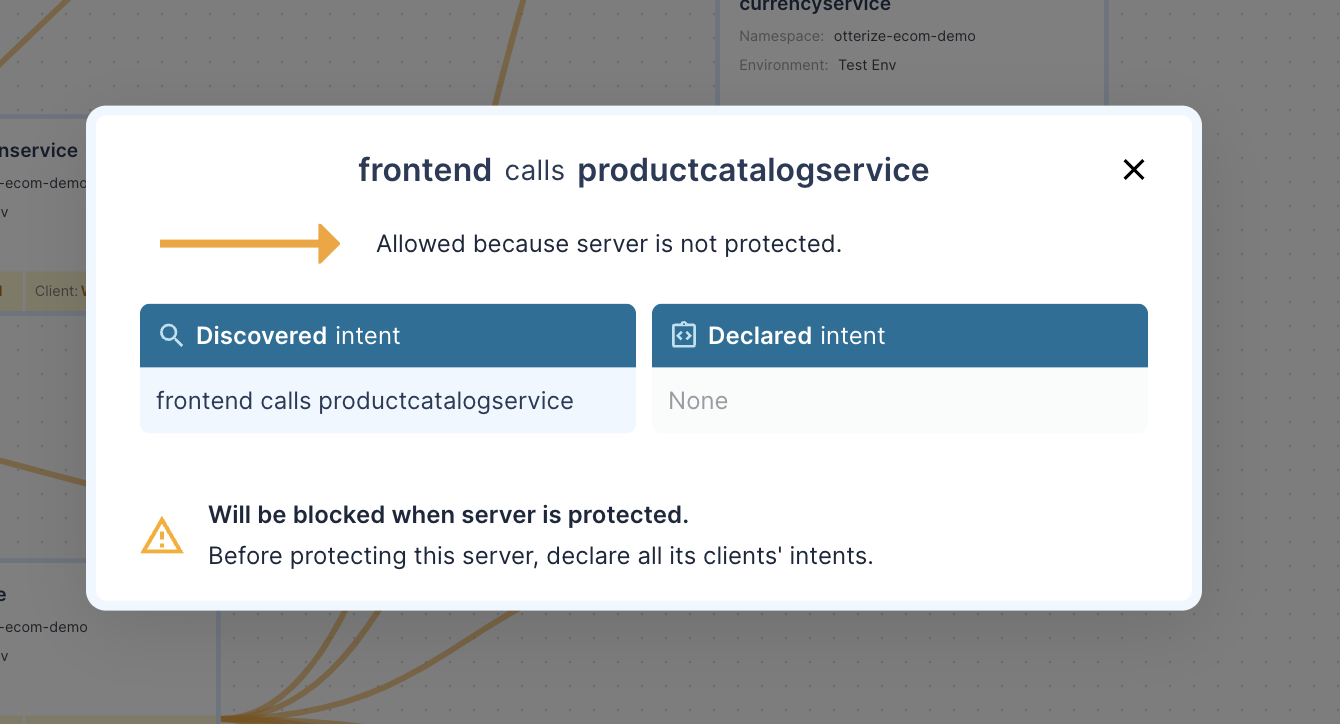 currencyservice
Namespace: otterize-ecom-demo
Environment: Test Env
nservice
-ecom-demo
v
Client:
frontend calls productcatalogservice
Allowed because server is not protected.
Discovered intent
frontend calls productcatalogservice
Declared intent
None
Will be blocked when server is protected.
Before protecting this server, declare all its clients' intents.
e
-ecom-demo
v